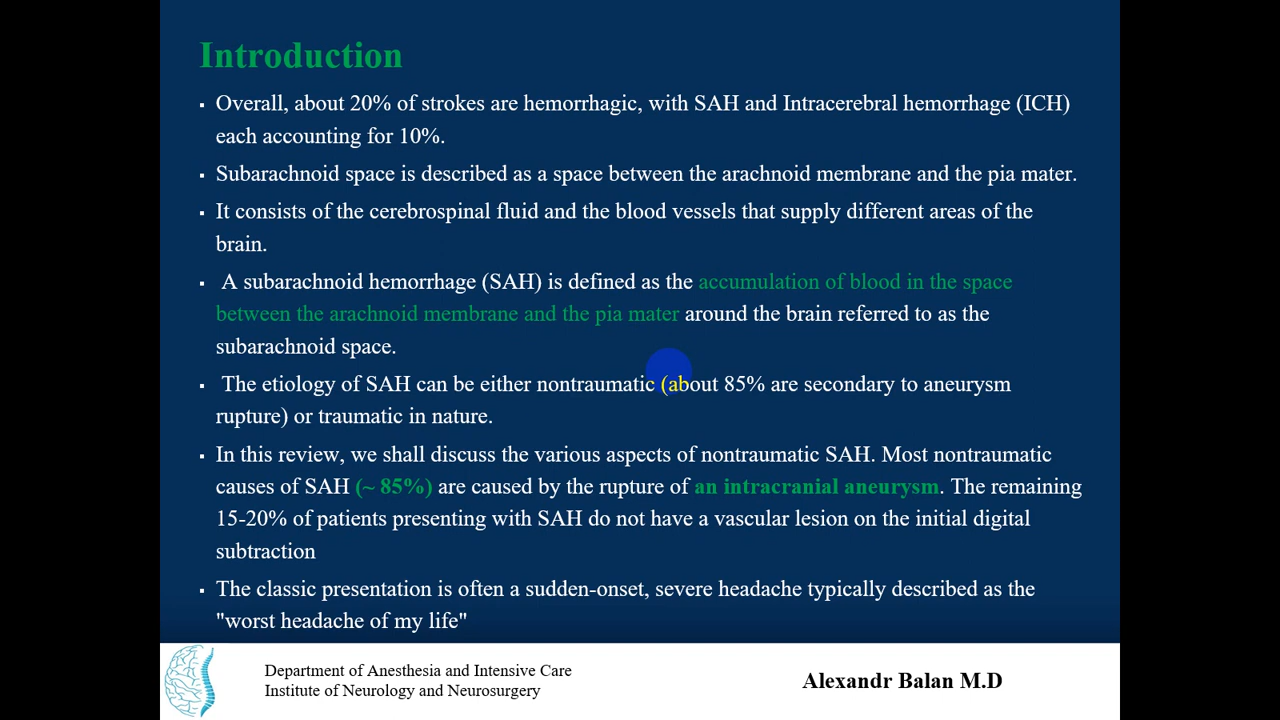 Introduction
▪ Overall, about 20% of strokes are hemorrhagic, with SAH and Intracerebral hemorrhage (ICH)
each accounting for 10%.
▪ Subarachnoid space is described as a space between the arachnoid membrane and the pia mater.
▪ It consists of the cerebrospinal fluid and the blood vessels that supply different areas of the
brain.
▪ A subarachnoid hemorrhage (SAH) is defined as the accumulation of blood in the space
between the arachnoid membrane and the pia mater around the brain referred to as the
subarachnoid space.
▪ The etiology of SAH can be either nontraumatic (about 85% are secondary to aneurysm
rupture) or traumatic in nature.
▪ In this review, we shall discuss the various aspects of nontraumatic SAH. Most nontraumatic
causes of SAH (~ 85%) are caused by the rupture of an intracranial aneurysm. The remaining
15-20% of patients presenting with SAH do not have a vascular lesion on the initial digital
subtraction
▪ The classic presentation is often a sudden-onset, severe headache typically described as the
"worst headache of my life"
Department of Anesthesia and Intensive Care
Institute of Neurology and Neurosurgery
Alexandr Balan M.D